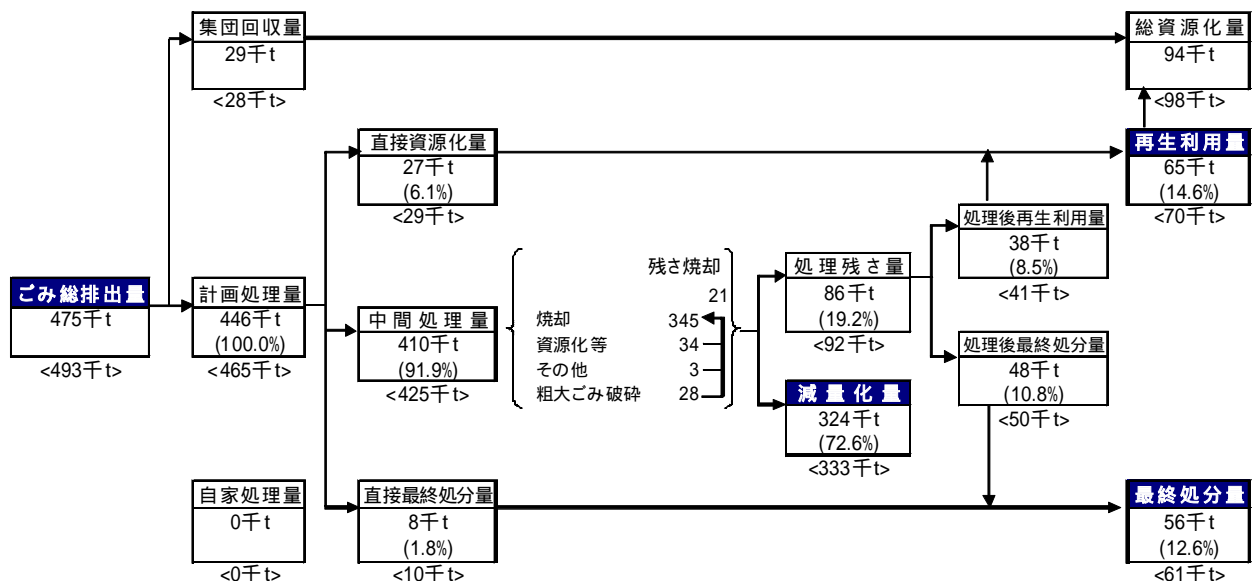 集団回収量
29千t
<28千t>
総資源化量
94千t
<98千t>
直接資源化量
27千t
(6.1%)
<29千t>
再生利用量
65千t
(14.6%)
<70千t>
処理後再生利用量
38千t
(8.5%)
<41千t>
ごみ総排出量
475千t
<493千t>
計画処理量
446千t
(100.0%)
<465千t>
中間処理量
410千t
(91.9%)
<425千t>
残さ焼却
21
焼却 345
資源化等 34
その他 3
粗大ごみ破砕 28
処理残さ量
86千t
(19.2%)
<92千t>
減量化量
324千t
(72.6%)
<333千t>
処理後最終処分量
48千t
(10.8%)
<50千t>
自家処理量
0千t
<0千t>
直接最終処分量
8千t
(1.8%)
<10千t>
最終処分量
56千t
(12.6%)
<61千t>